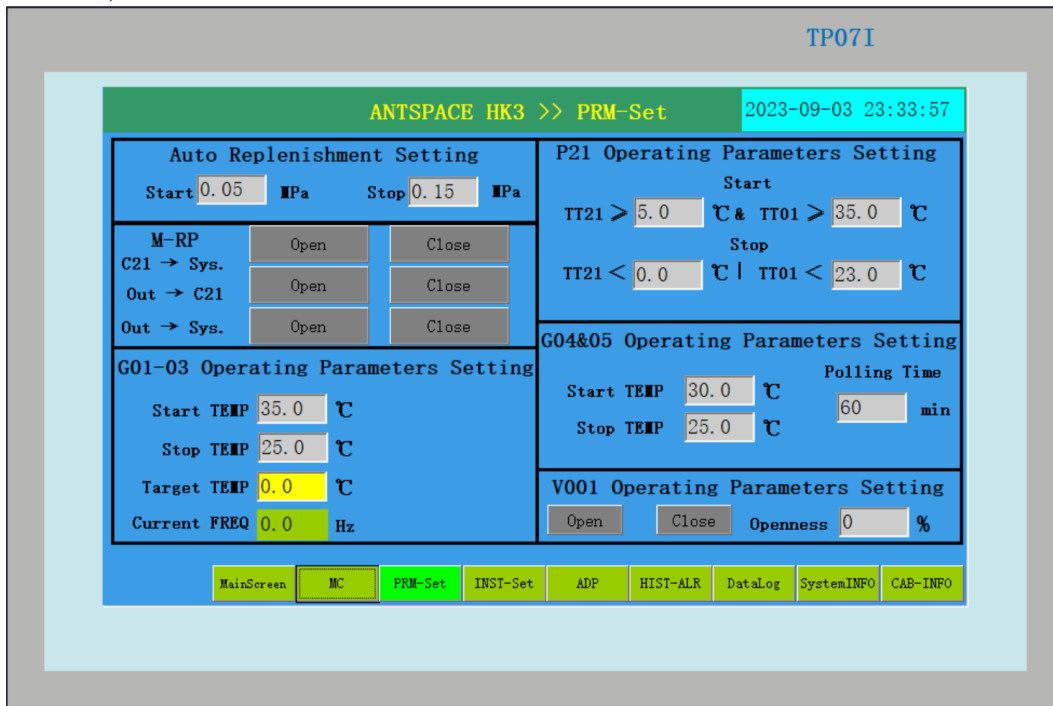 TP07I
ANTSPACE HK3 >> PRM-Set
2023-09-03 23:33:57
Auto Replenishment Setting
Start 0.05 MPa Stop 0.15 MPa
M-RP
C21 → Sys. Open Close
Out → C21 Open Close
Out → Sys. Open Close
G01-03 Operating Parameters Setting
Start TEMP 35.0 ℃
Stop TEMP 25.0 ℃
Target TEMP 0.0 ℃
Current FREQ 0.0 Hz
P21 Operating Parameters Setting
Start
TT21 ⩾ 5.0 ℃ & TT01 ⩾ 35.0 ℃
Stop
TT21 < 0.0 ℃ | TT01 < 23.0 ℃
G04&05 Operating Parameters Setting
Polling Time
Start TEMP 30.0 ℃
60 min
Stop TEMP 25.0 ℃
V001 Operating Parameters Setting
Open Close Openness 0 %
MainScreen MC PRM-Set INST-Set ADP HIST-ALR DataLog SystemINFO CAB-INFO